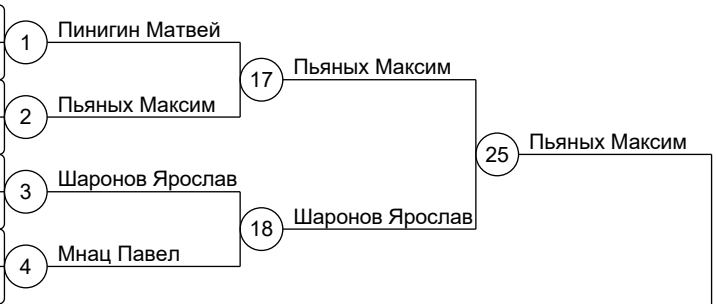 1 Пинигин Матвей
17 Пьяных Максим
2 Пьяных Максим
25 Пьяных Максим
3 Шаронов Ярослав
18 Шаронов Ярослав
4 Мнац Павел